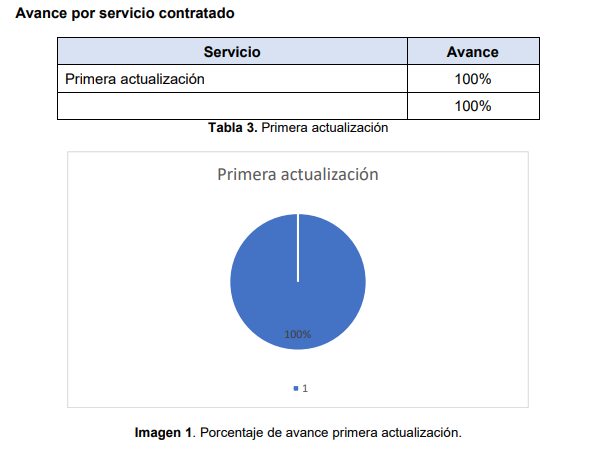 Avance por servicio contratado
Servicio Avance
Primera actualización 100%
100%
Tabla 3. Primera actualización
Primera actualización
100%
1
Imagen 1. Porcentaje de avance primera actualización.